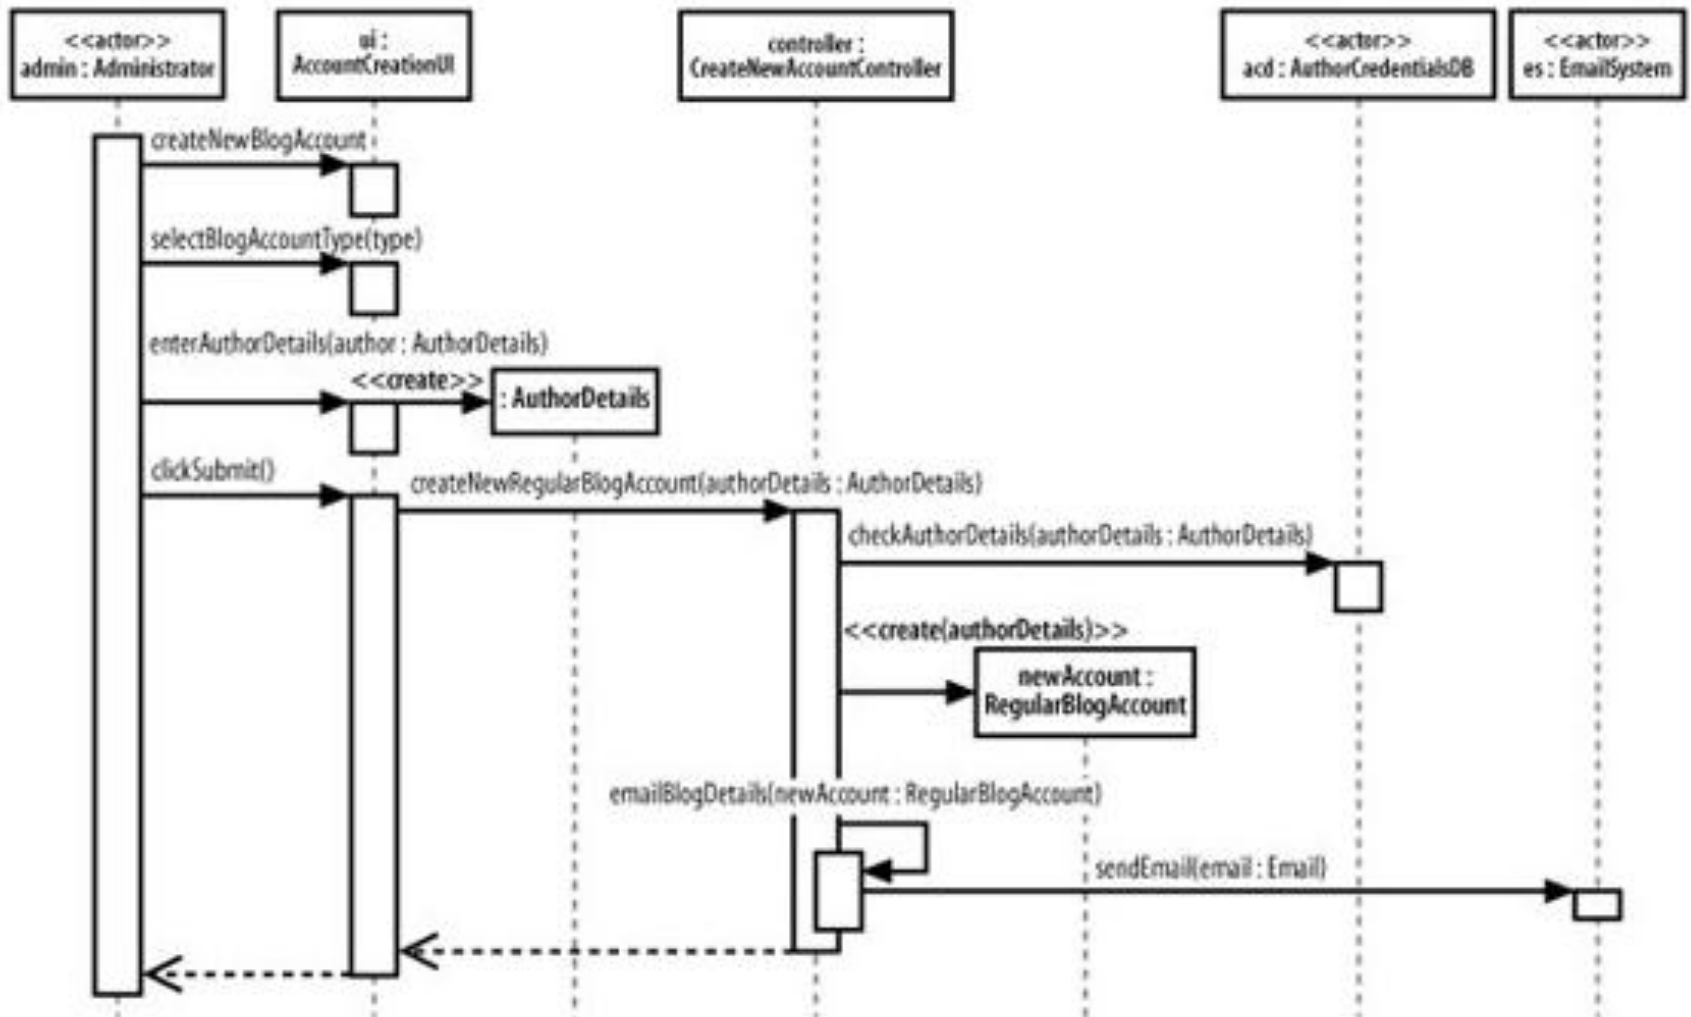 <<actor>>
admin : Administrator
ui :
AccountCreationUI
controller :
CreateNewAccountController
<<actor>>
acd : AuthorCredentialsDB
<<actor>>
es : EmailSystem
createNewBlogAccount
selectBlogAccountType(type)
enterAuthorDetails(author : AuthorDetails)
<<create>>
: AuthorDetails
clickSubmit()
createNewRegularBlogAccount(authorDetails : AuthorDetails)
checkAuthorDetails(authorDetails : AuthorDetails)
<<create(authorDetails)>>
newAccount :
RegularBlogAccount
emailBlogDetails(newAccount : RegularBlogAccount)
sendEmail(email : Email)